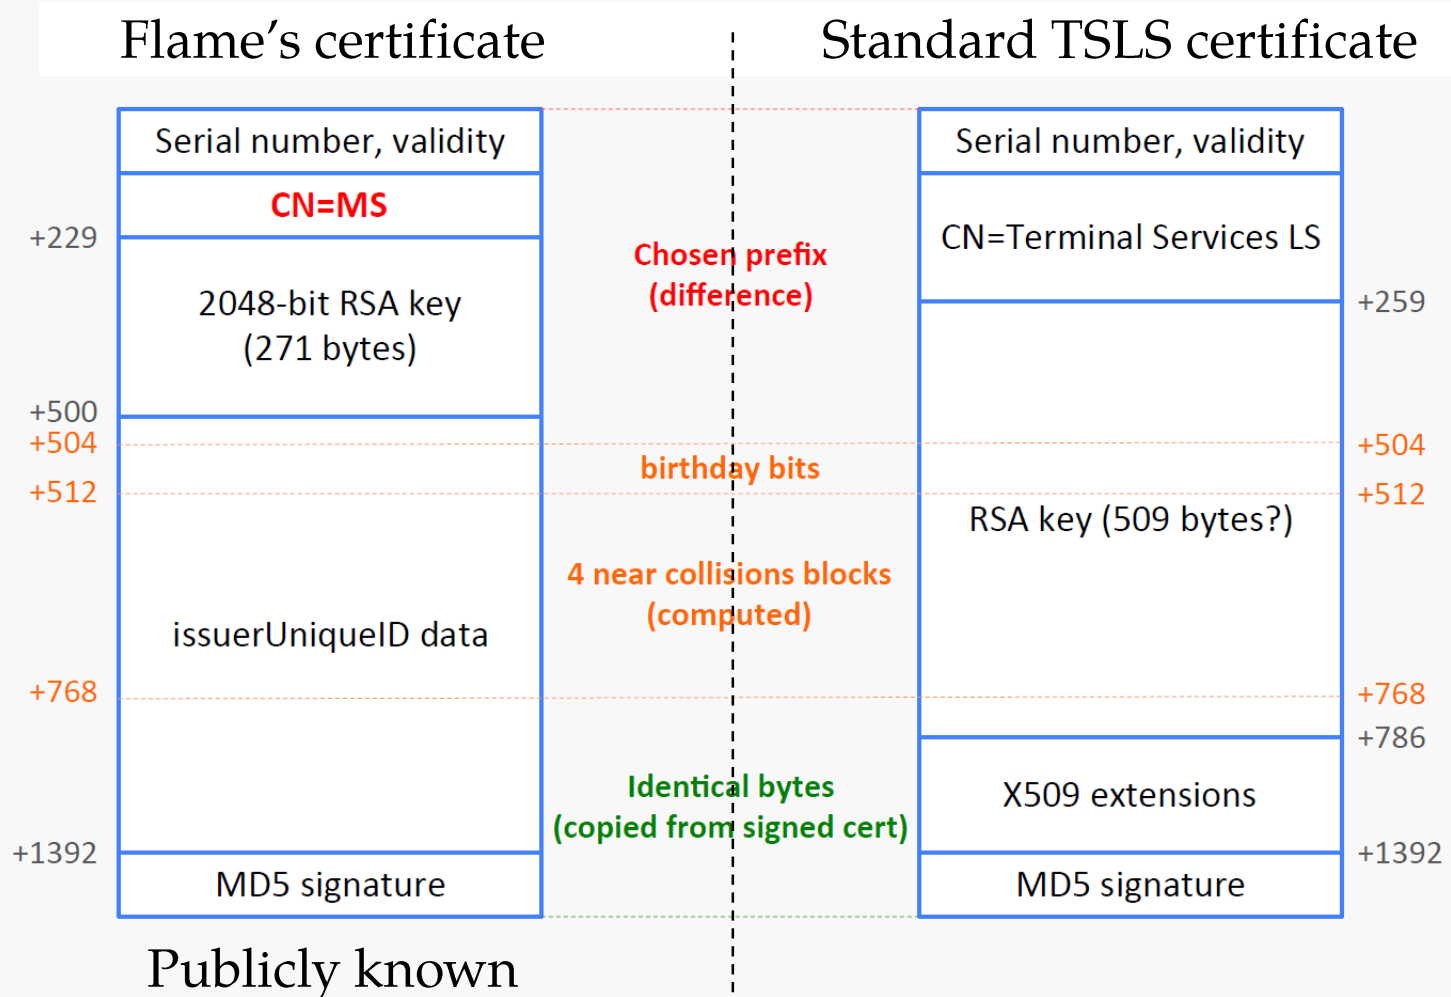 Flame's certificate
Standard TSLS certificate
Serial number, validity
Serial number, validity
CN=MS
+229
CN=Terminal Services LS
Chosen prefix
(difference)
2048-bit RSA key
(271 bytes)
+259
+500
+504
+504
birthday bits
+512
+512
RSA key (509 bytes?)
4 near collisions blocks
(computed)
issuerUniqueID data
+768
+768
+786
Identical bytes
(copied from signed cert)
X509 extensions
+1392
+1392
MD5 signature
MD5 signature
Publicly known